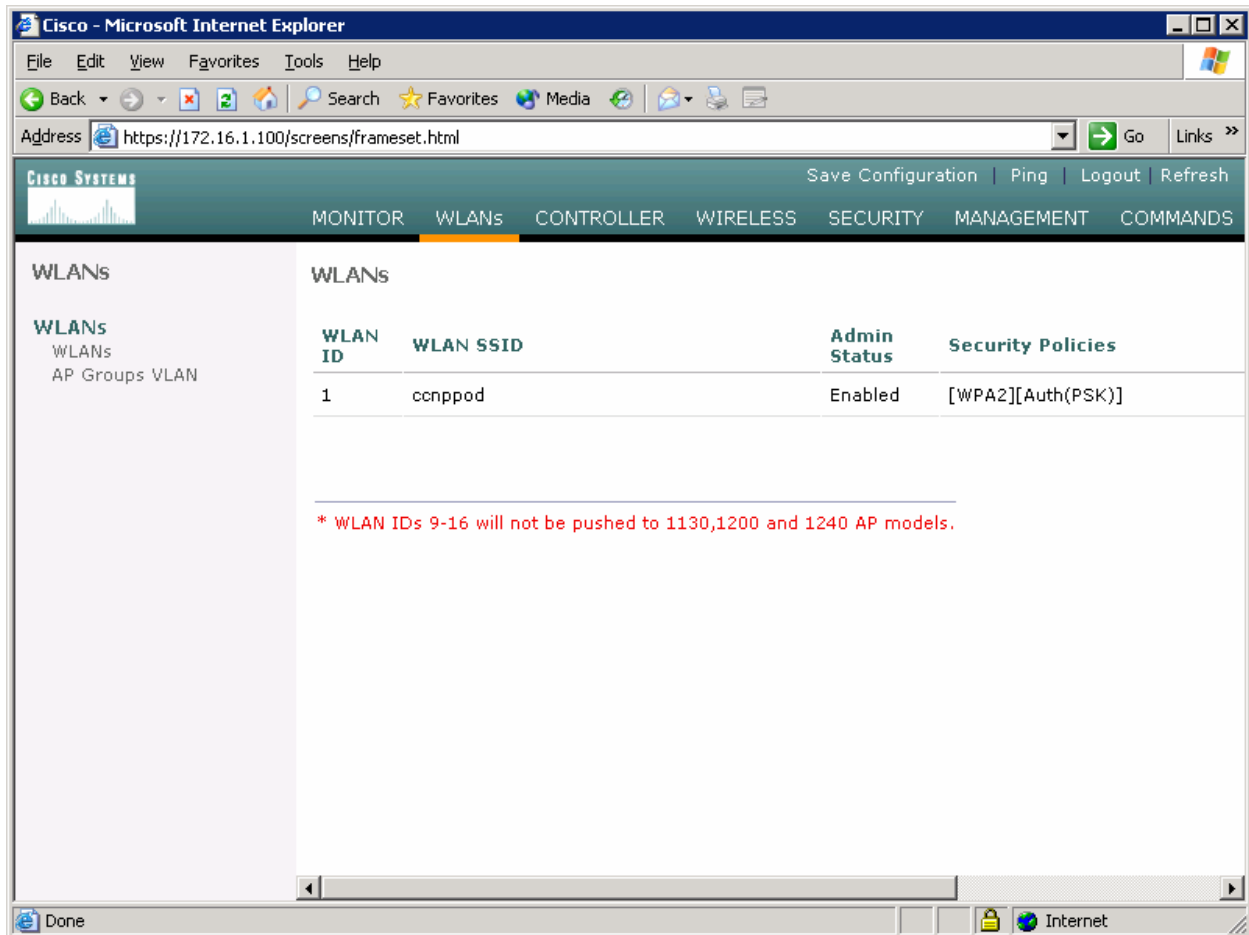 Cisco - Microsoft Internet Explorer
File Edit View Favorites Tools Help
Back Search Favorites Media
Address https://172.16.1.100/screens/frameset.html Go Links »
CISCO SYSTEMS
Save Configuration | Ping | Logout | Refresh
MONITOR WLANs CONTROLLER WIRELESS SECURITY MANAGEMENT COMMANDS
WLANs
WLANs
WLANs
AP Groups VLAN
WLANs
WLAN ID WLAN SSID Admin Status Security Policies
1 ccnppod Enabled [WPA2][Auth(PSK)]
* WLAN IDs 9-16 will not be pushed to 1130,1200 and 1240 AP models.
Done Internet